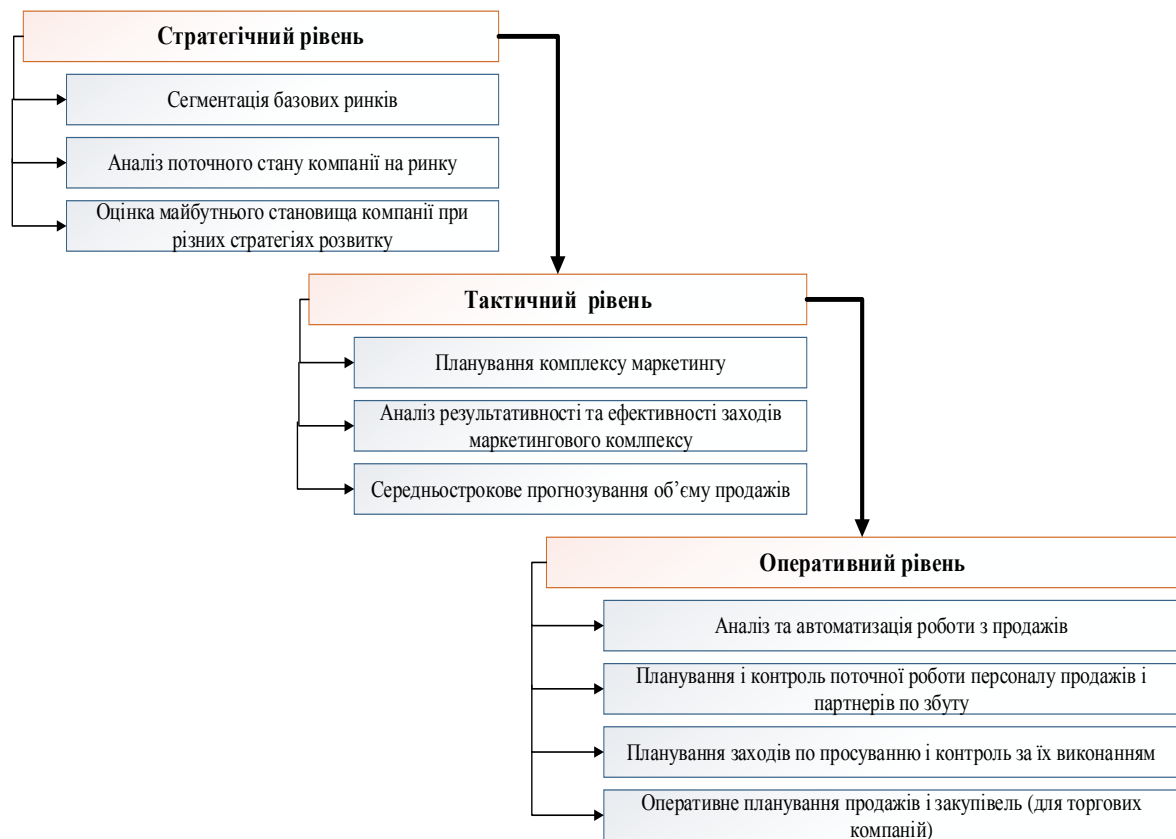 Стратегічний рівень
Сегментація базових ринків
Аналіз поточного стану компанії на ринку
Оцінка майбутнього становища компанії при
різних стратегіях розвитку
Тактичний рівень
Планування комплексу маркетингу
Аналіз результативності та ефективності заходів
маркетингового комлпексу
Середньострокове прогнозування об’єму продажів
Оперативний рівень
Аналіз та автоматизація роботи з продажів
Планування і контроль поточної роботи персоналу продажів і
партнерів по збуту
Планування заходів по просуванню і контроль за їх виконанням
Оперативне планування продажів і закупівель (для торгових
компаній)